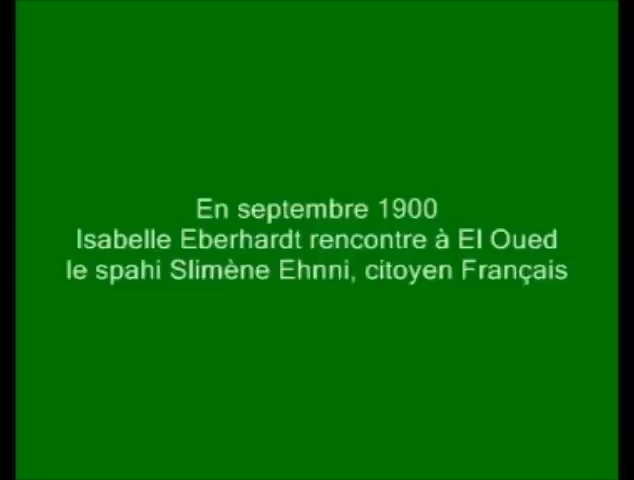 En septembre 1900
Isabelle Eberhardt rencontre à El Oued
le spahi Slimène Ehnni, citoyen Français